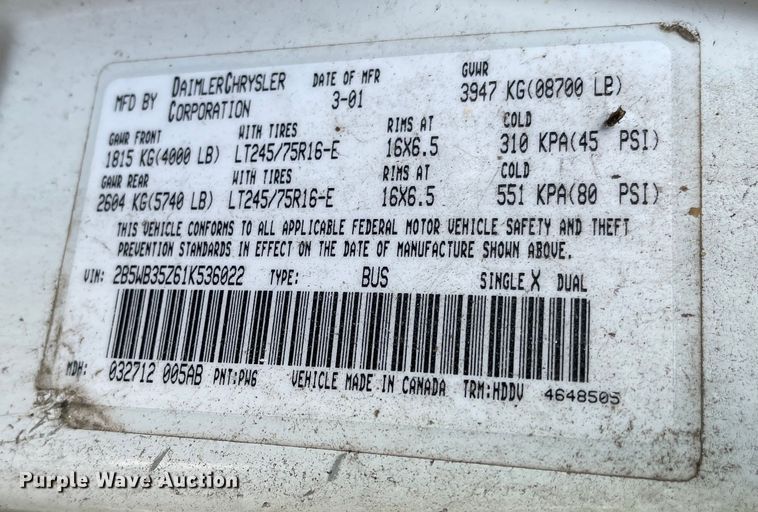 MFD BY DAIMLERCHRYSLER CORPORATION DATE OF MFR 3-01 GVWR 3947 KG(08700 LB)
GAWR FRONT WITH TIRES RIMS AT COLD
1815 KG(4000 LB) LT245/75R16-E 16X6.5 310 KPA(45 PSI)
GAWR REAR WITH TIRES RIMS AT COLD
2604 KG(5740 LB) LT245/75R16-E 16X6.5 551 KPA(80 PSI)
THIS VEHICLE CONFORMS TO ALL APPLICABLE FEDERAL MOTOR VEHICLE SAFETY AND THEFT
PREVENTION STANDARDS IN EFFECT ON THE DATE OF MANUFACTURE SHOWN ABOVE.
VIN: 2B5WB35Z61K536022 TYPE: BUS SINGLE X DUAL
MDH: 032712 005AB PNT:PW6 VEHICLE MADE IN CANADA TRM:HDDV 4648505
Purple Wave Auction